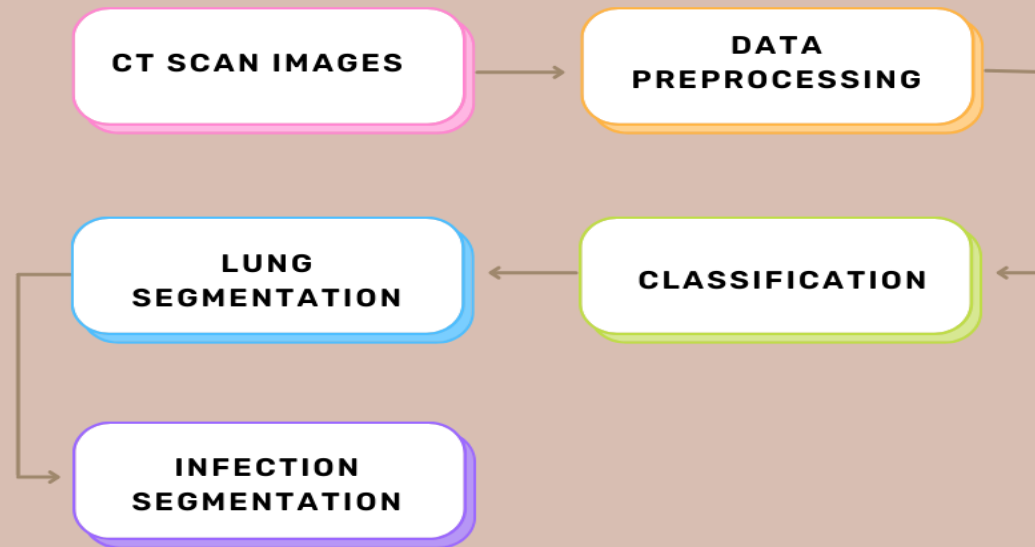 CT SCAN IMAGES
DATA
PREPROCESSING
CLASSIFICATION
LUNG
SEGMENTATION
INFECTION
SEGMENTATION